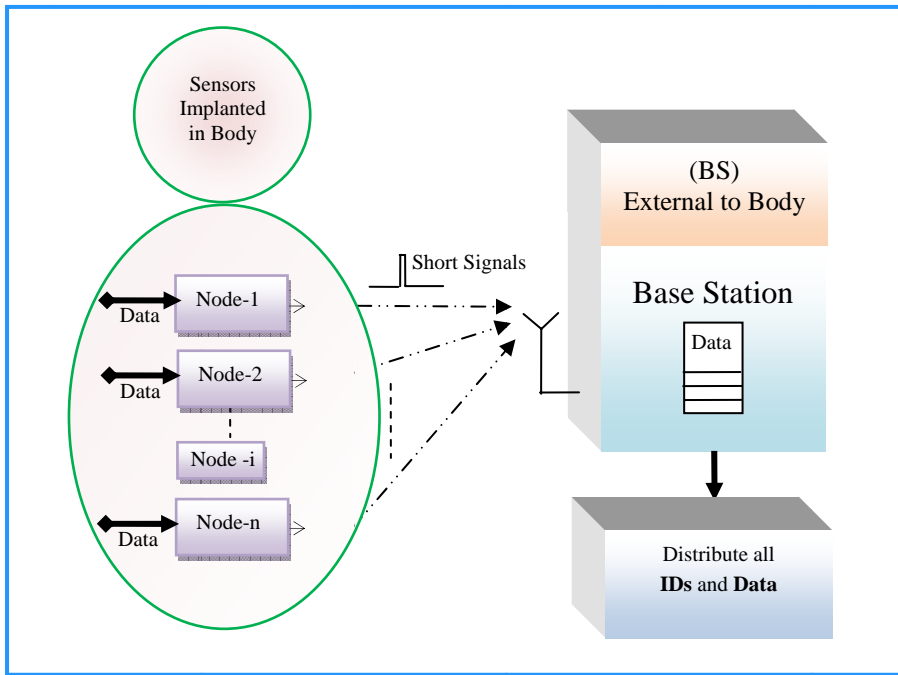 Sensors
Implanted
in Body
Node-1
Data
Node-2
Data
Node -i
Node-n
Data
Short Signals
(BS)
External to Body
Base Station
Data
Distribute all
IDs and Data